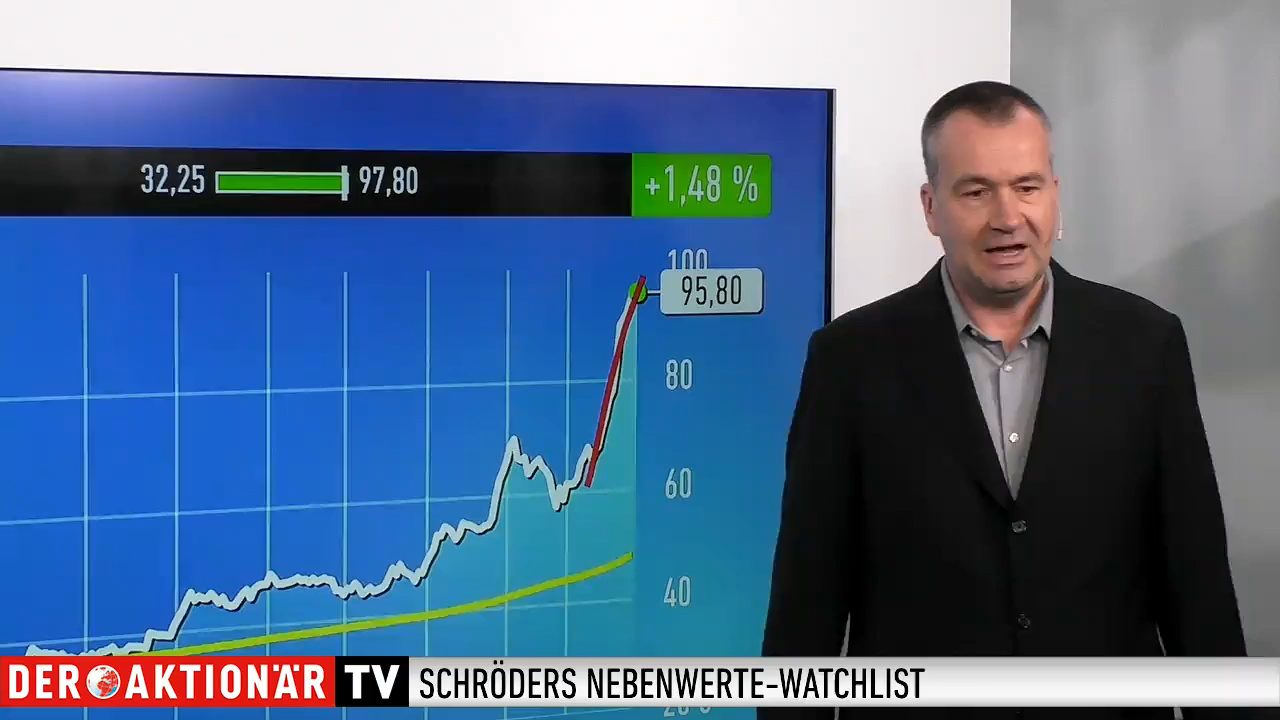 32,25 97,80 +1,48 %
100
95,80
80
60
40
DER AKTIONÄR TV SCHRÖDERS NEBENWERTE-WATCHLIST